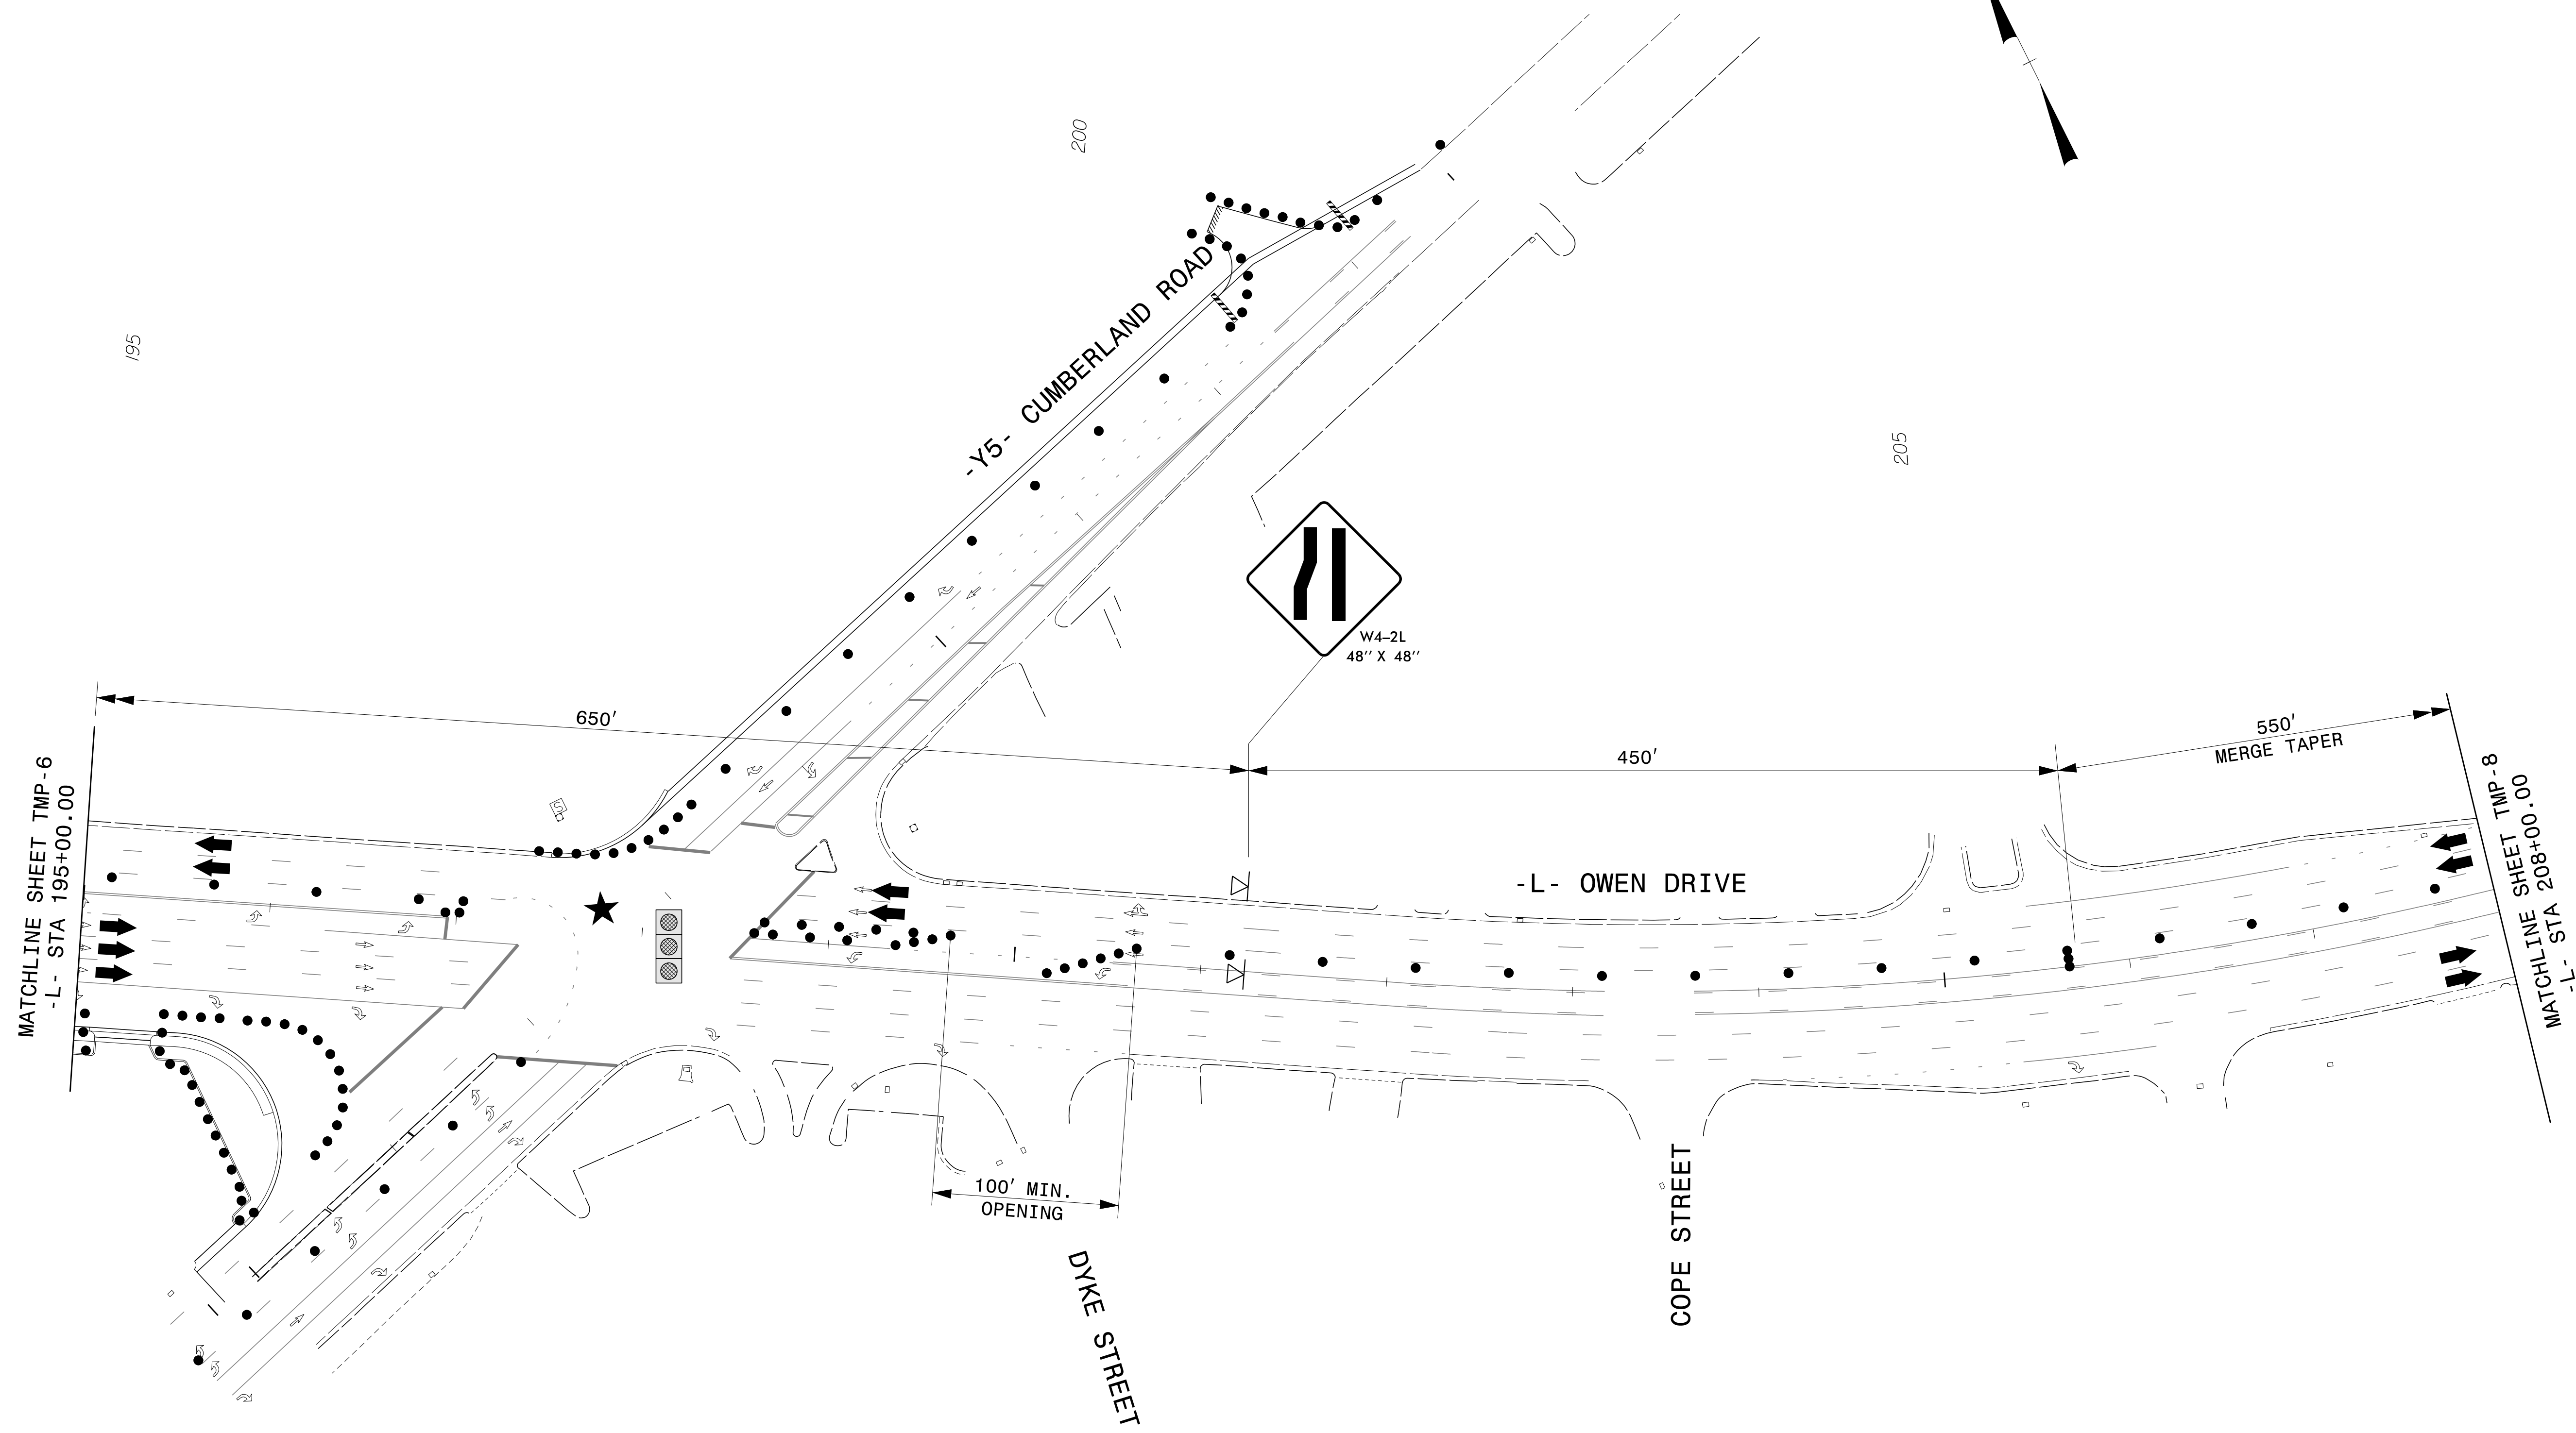 200
195
205
-Y5- CUMBERLAND ROAD
W4-2L
48" X 48"
650'
450'
550'
MERGE TAPER
MATCHLINE SHEET TMP-6
-L- STA 195+00.00
-L- OWEN DRIVE
MATCHLINE SHEET TMP-8
-L- STA 208+00.00
-L-
S
100' MIN.
OPENING
DYKE STREET
COPE STREET